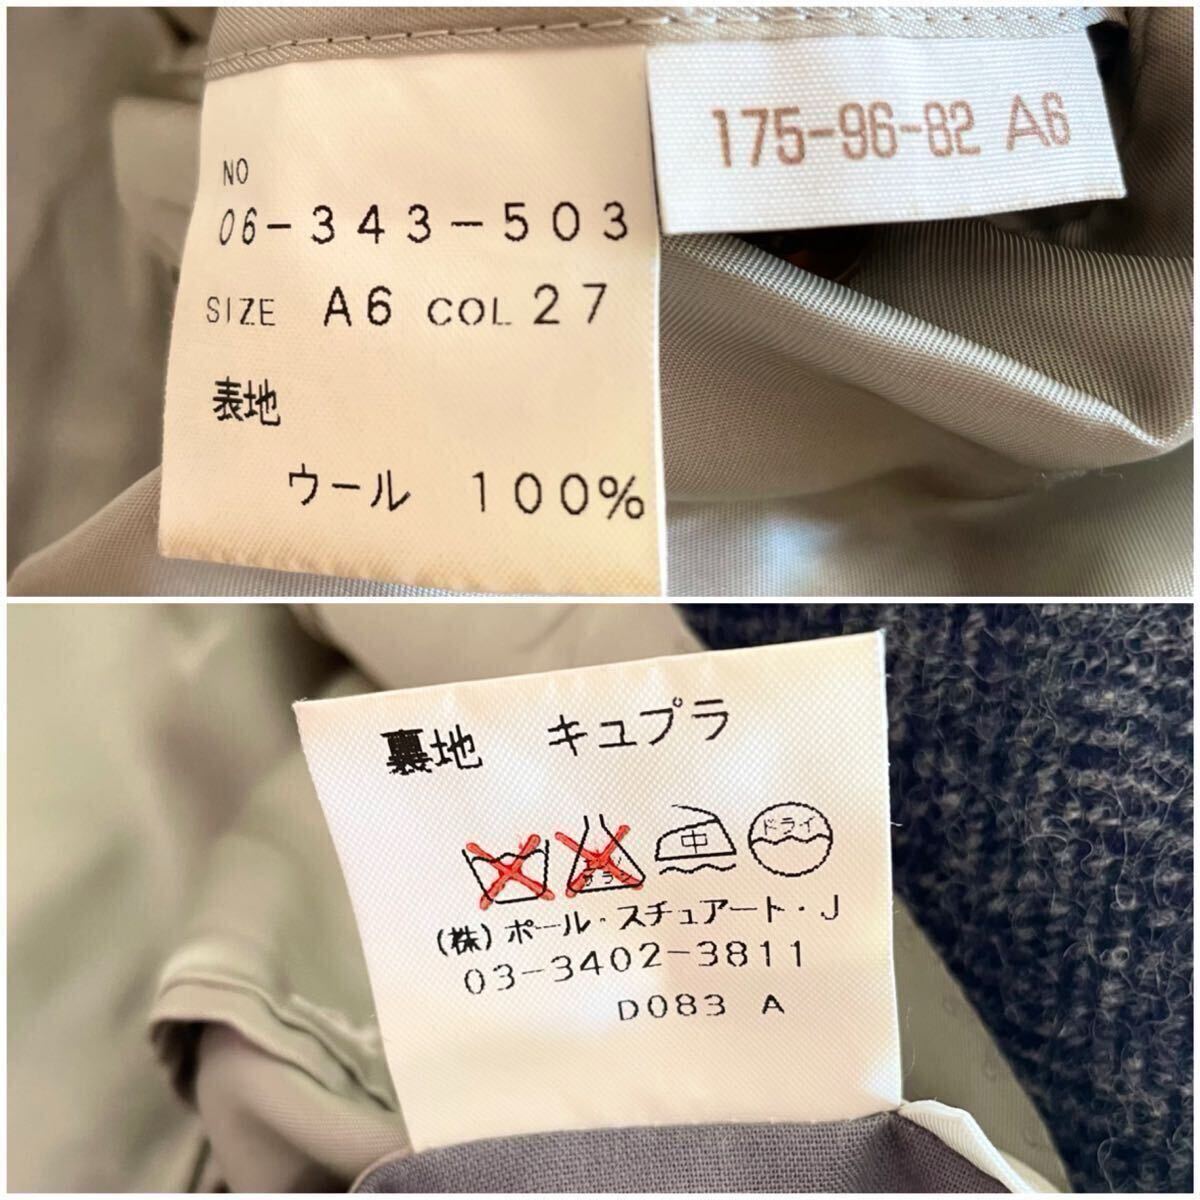 NO
06-343-503
SIZE A6 COL 27
表地
ウール 100%
175-96-82 A6
裏地 キュプラ
中
ドライ
(株)ポール・スチュアート・J
03-3402-3811
D083 A